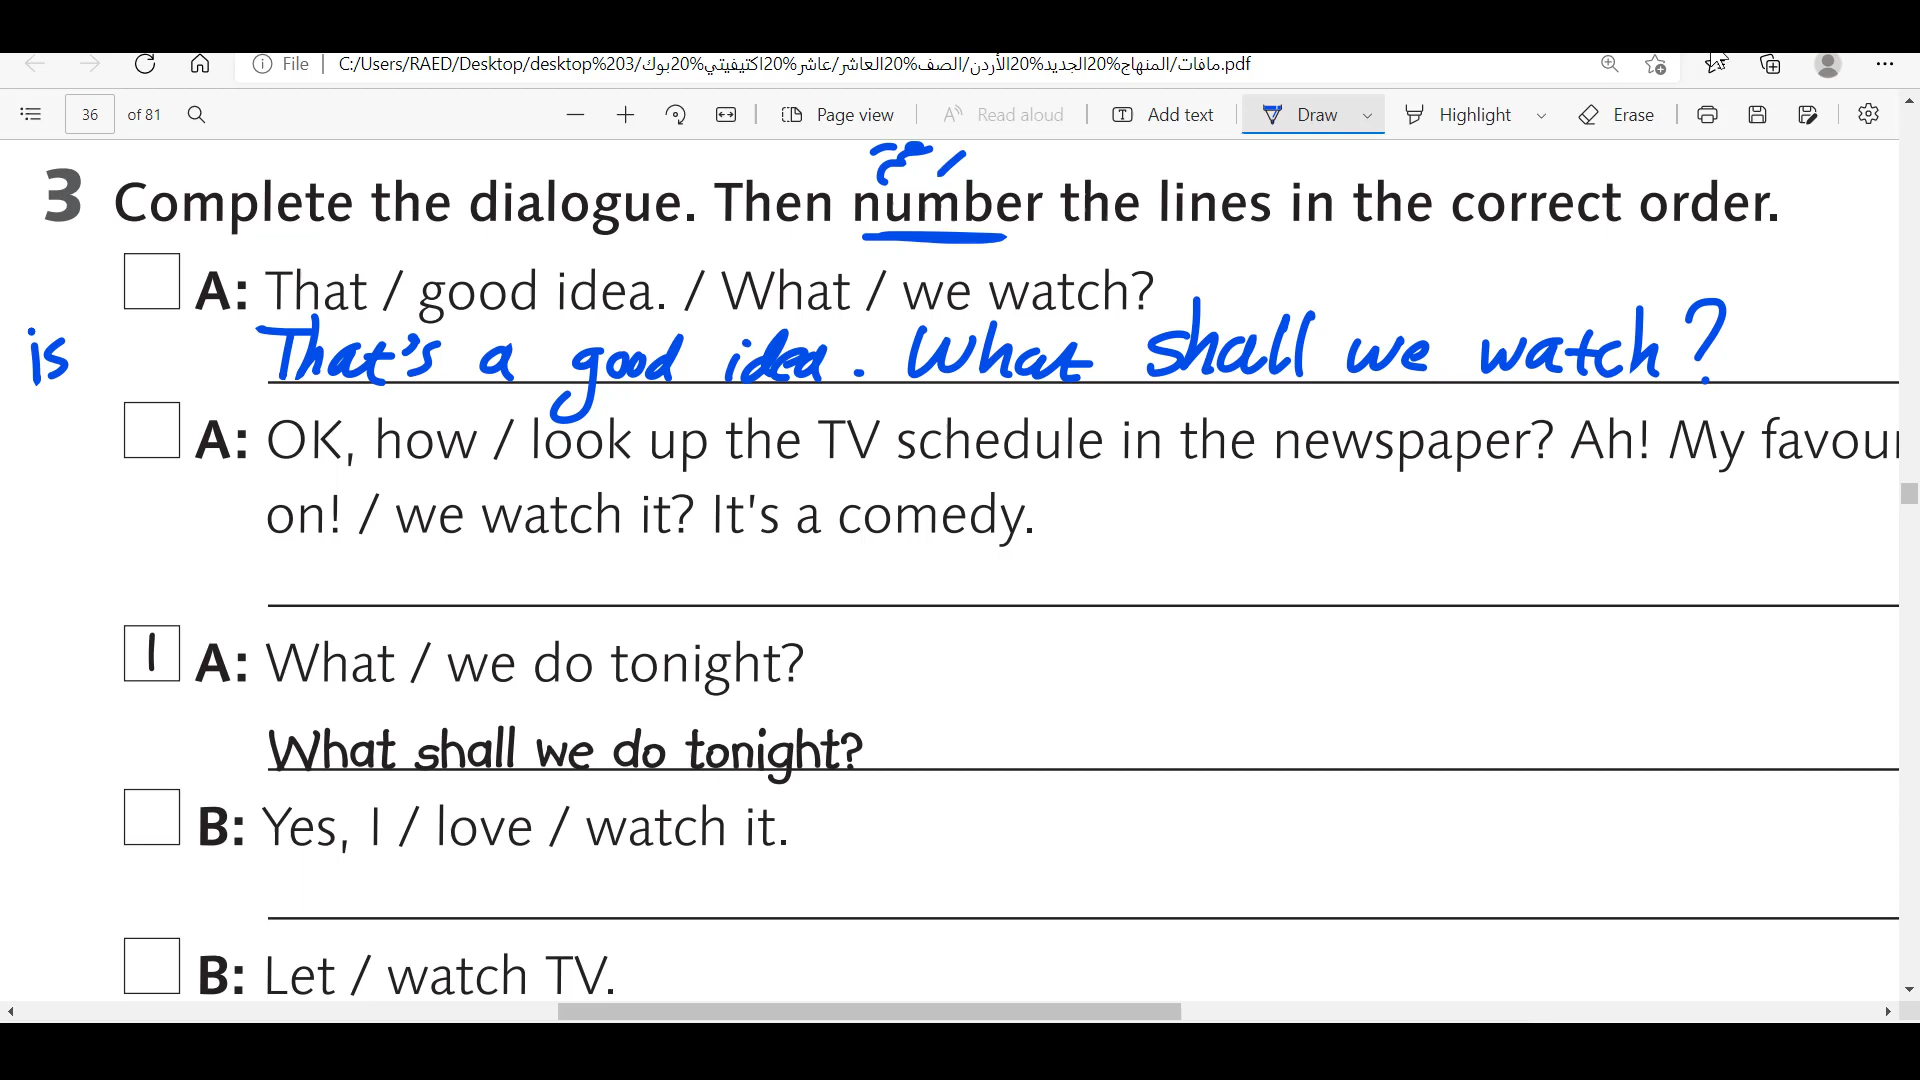 File C:/Users/RAED/Desktop/desktop%203/مافات/المنهاج%20الجديد%20الأردن/الصف%20العاشر/عاشر%20اكتيفيتي%20بوك.pdf
36 of 81 Page view Read aloud Add text Draw Highlight Erase
3 Complete the dialogue. Then number the lines in the correct order.
A: That / good idea. / What / we watch?
is That's a good idea. What shall we watch?
A: OK, how / look up the TV schedule in the newspaper? Ah! My favou
on! / we watch it? It's a comedy.
1 A: What / we do tonight?
What shall we do tonight?
B: Yes, I / love / watch it.
B: Let / watch TV.